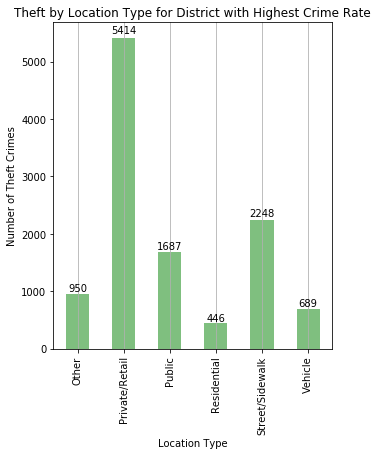 Theft by Location Type for District with Highest Crime Rate
5414
5000
4000
3000
2248
2000
1687
1000
950
689
446
0
Number of Theft Crimes
Other
Private/Retail
Public
Residential
Street/Sidewalk
Vehicle
Location Type